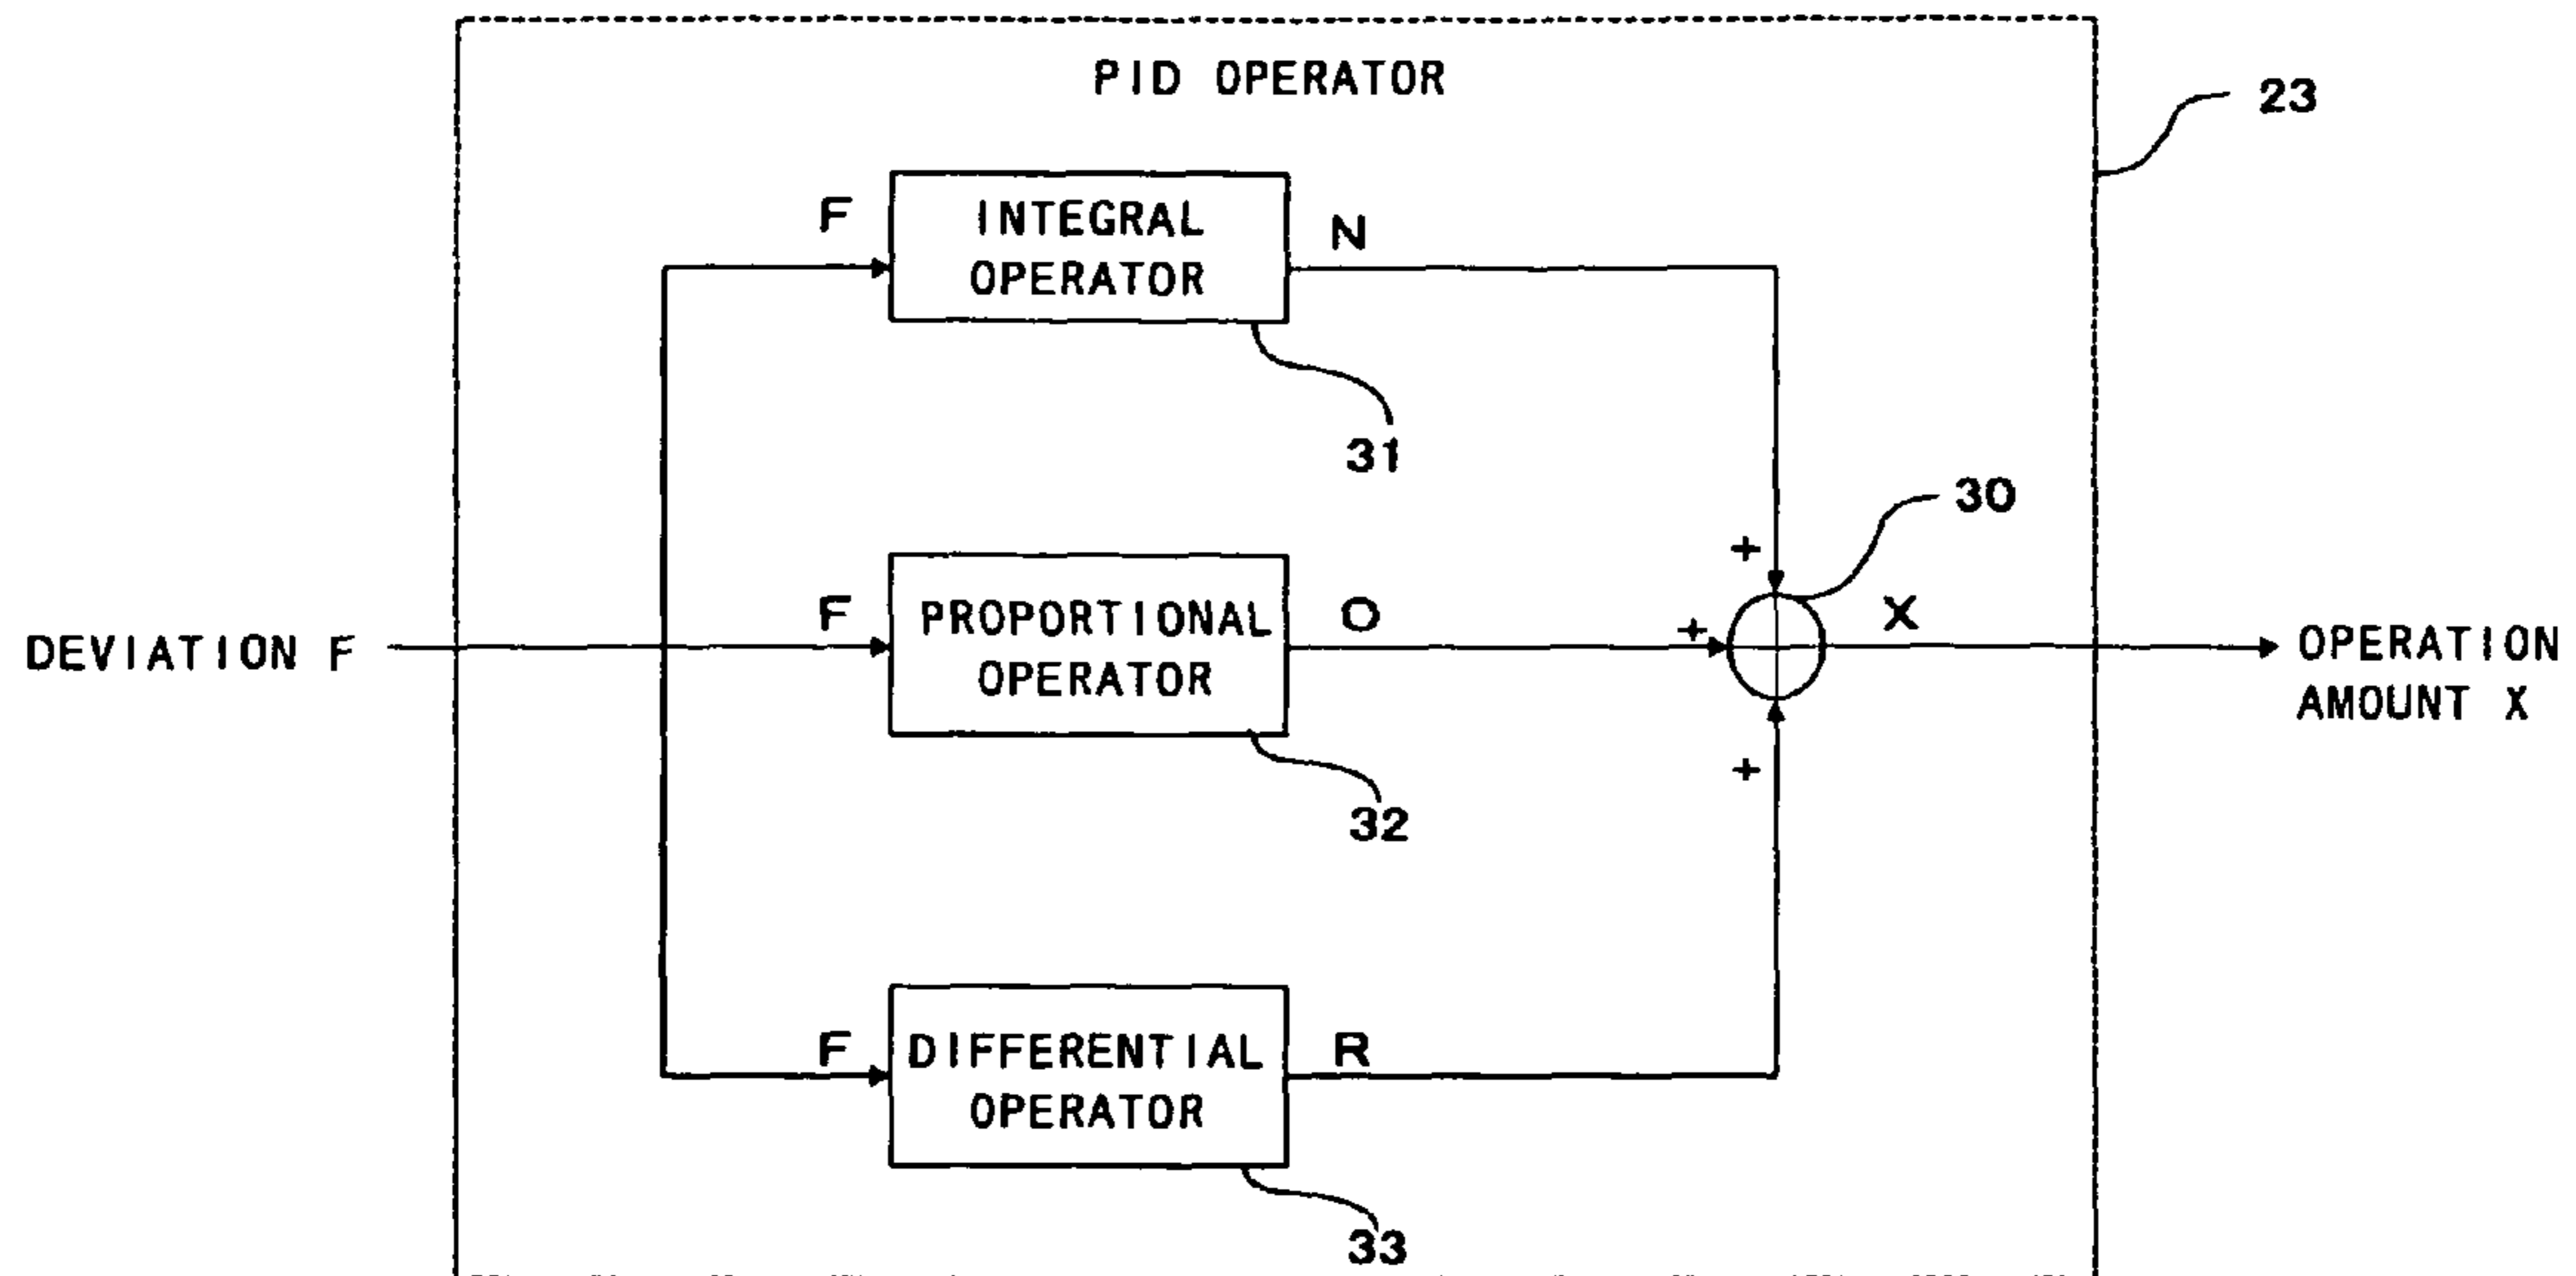 PID OPERATOR
23
F
INTEGRAL
OPERATOR
N
31
30
DEVIATION F
F
PROPORTIONAL
OPERATOR
O
+
+
+
X
OPERATION
AMOUNT X
32
F
DIFFERENTIAL
OPERATOR
R
33